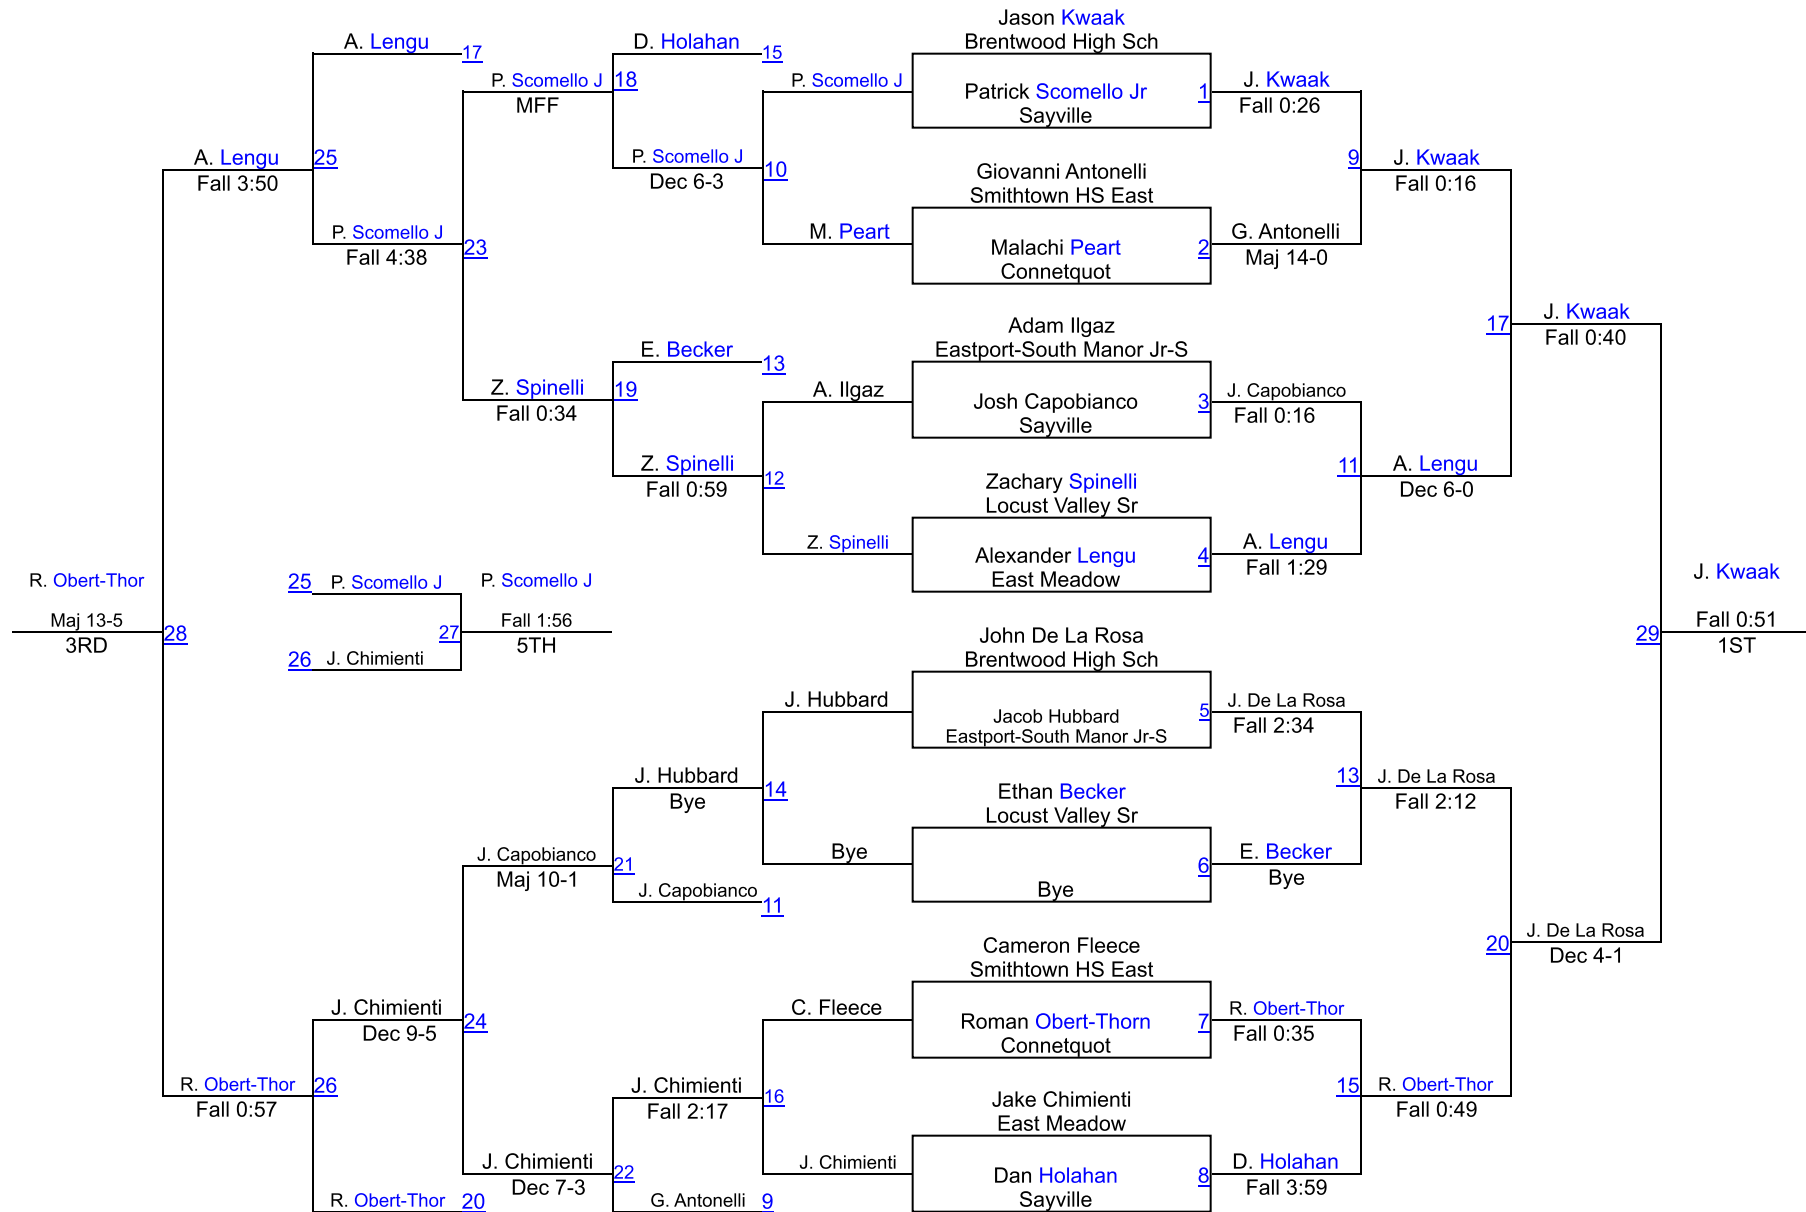 Jason Kwaak
Brentwood High Sch
A. Lengu
17
D. Holahan
15
P. Scomello J
18
MFF
P. Scomello J
Patrick Scomello Jr
1
Sayville
J. Kwaak
Fall 0:26
A. Lengu
25
Fall 3:50
P. Scomello J
10
Dec 6-3
Giovanni Antonelli
Smithtown HS East
9
J. Kwaak
Fall 0:16
P. Scomello J
23
Fall 4:38
M. Peart
Malachi Peart
2
Connetquot
G. Antonelli
Maj 14-0
Adam Ilgaz
Eastport-South Manor Jr-S
17
J. Kwaak
Fall 0:40
E. Becker
13
Z. Spinelli
19
Fall 0:34
A. Ilgaz
Josh Capobianco
3
Sayville
J. Capobianco
Fall 0:16
Z. Spinelli
12
Fall 0:59
Zachary Spinelli
Locust Valley Sr
11
A. Lengu
Dec 6-0
Z. Spinelli
Alexander Lengu
4
East Meadow
A. Lengu
Fall 1:29
R. Obert-Thor
Maj 13-5
3RD
28
25
P. Scomello J
P. Scomello J
27
Fall 1:56
5TH
26
J. Chimienti
J. Kwaak
29
Fall 0:51
1ST
John De La Rosa
Brentwood High Sch
J. Hubbard
Jacob Hubbard
5
Eastport-South Manor Jr-S
J. De La Rosa
Fall 2:34
J. Hubbard
14
Bye
Ethan Becker
Locust Valley Sr
13
J. De La Rosa
Fall 2:12
J. Capobianco
21
Maj 10-1
Bye
6
Bye
E. Becker
Bye
J. Capobianco
11
Cameron Fleece
Smithtown HS East
20
J. De La Rosa
Dec 4-1
J. Chimienti
24
Dec 9-5
C. Fleece
Roman Obert-Thorn
7
Connetquot
R. Obert-Thor
Fall 0:35
R. Obert-Thor
26
Fall 0:57
J. Chimienti
16
Fall 2:17
Jake Chimienti
East Meadow
15
R. Obert-Thor
Fall 0:49
J. Chimienti
22
Dec 7-3
J. Chimienti
Dan Holahan
8
Sayville
D. Holahan
Fall 3:59
R. Obert-Thor
20
G. Antonelli
9